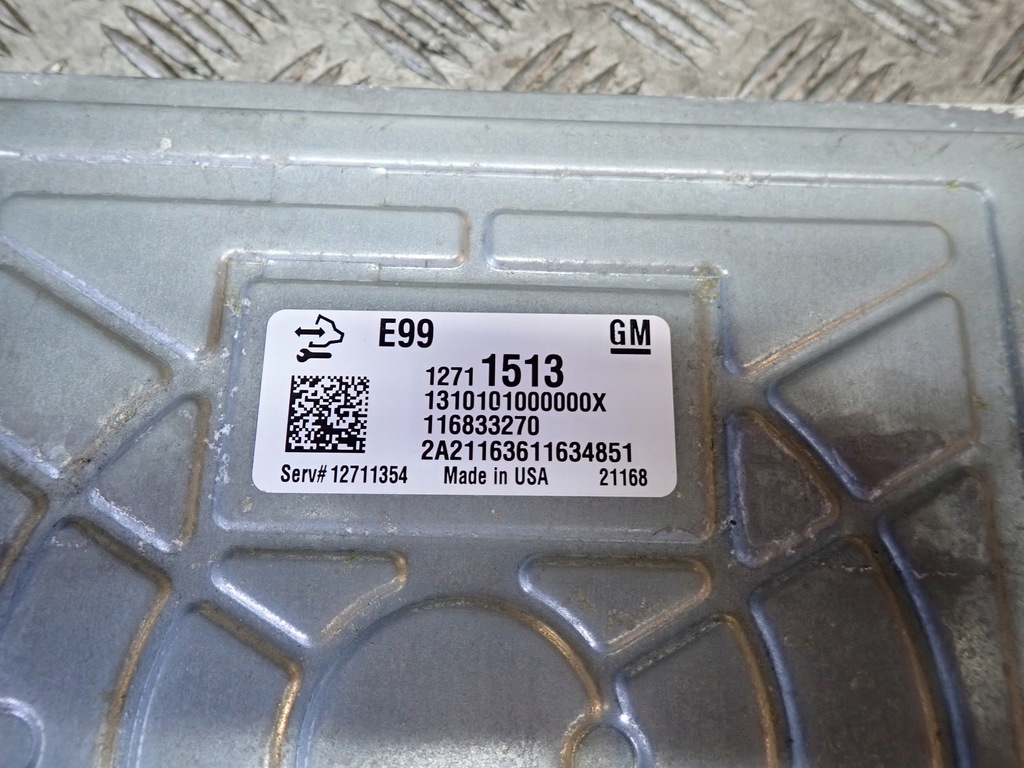 E99 GM
1271 1513
1310101000000X
116833270
2A21163611634851
Serv# 12711354 Made in USA 21168